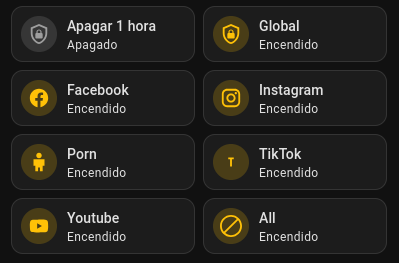 Apagar 1 hora
Apagado
Global
Encendido
Facebook
Encendido
Instagram
Encendido
Porn
Encendido
T
TikTok
Encendido
Youtube
Encendido
All
Encendido